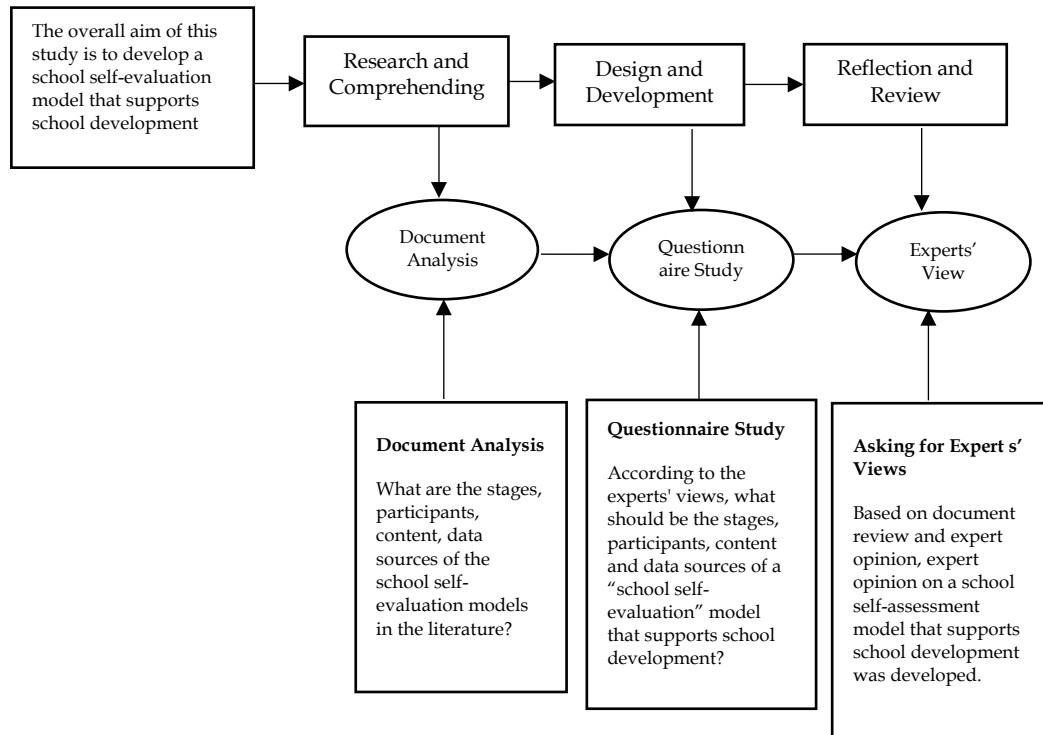 The overall aim of this
study is to develop a
school self-evaluation
model that supports
school development
Research and
Comprehending
Design and
Development
Reflection and
Review
Document
Analysis
Questionn
aire Study
Experts’
View
Document Analysis
What are the stages,
participants,
content, data
sources of the
school self-
evaluation models
in the literature?
Questionnaire Study
According to the
experts' views, what
should be the stages,
participants, content
and data sources of a
“school self-
evaluation” model
that supports school
development?
Asking for Expert s’
Views
Based on document
review and expert
opinion, expert
opinion on a school
self-assessment
model that supports
school development
was developed.